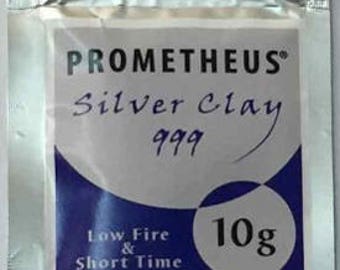 PROMETHEUS®
Silver Clay
999
Low Fire
&
Short Time
10g